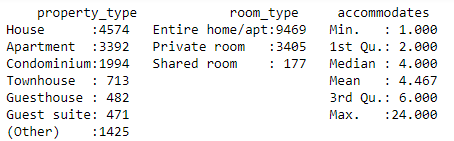 property_type room_type accommodates
House :4574 Entire home/apt:9469 Min. : 1.000
Apartment :3392 Private room :3405 1st Qu.: 2.000
Condominium:1994 Shared room : 177 Median : 4.000
Townhouse : 713 Mean : 4.467
Guesthouse : 482 3rd Qu.: 6.000
Guest suite: 471 Max. :24.000
(Other) :1425